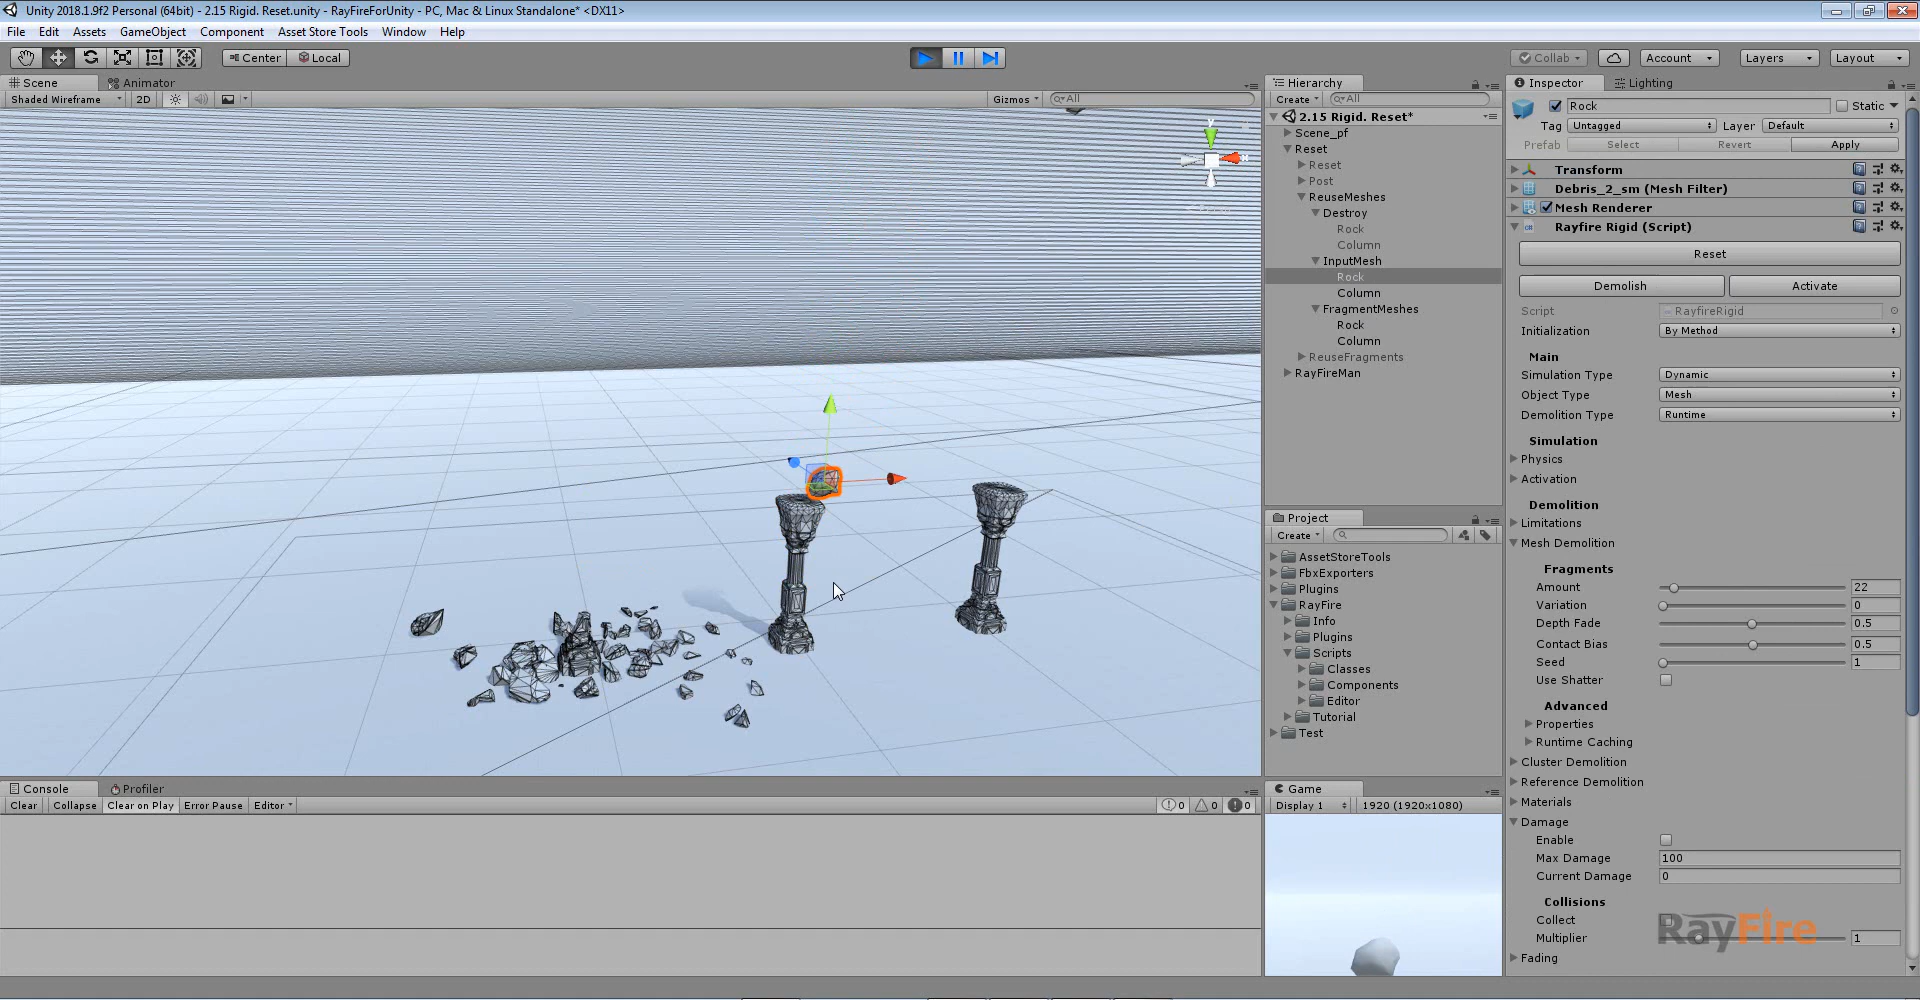 Unity 2018.1.9f2 Personal (64bit) - 2.15 Rigid. Reset.unity - RayFireForUnity - PC, Mac & Linux Standalone* <DX11>
File Edit Assets GameObject Component Asset Store Tools Window Help
Center Local
Collab Account Layers Layout
Scene Animator
Shaded Wireframe 2D Gizmos All
Hierarchy
Create All
2.15 Rigid. Reset*
Scene_pf
Reset
Reset
Post
ReuseMeshes
Destroy
Rock
Column
InputMesh
Rock
Column
FragmentMeshes
Rock
Column
ReuseFragments
RayFireMan
Project
Create
AssetStoreTools
FbxExporters
Plugins
RayFire
Info
Plugins
Scripts
Classes
Components
Editor
Tutorial
Test
Console Profiler
Clear Collapse Clear on Play Error Pause Editor 0 0 0
Game
Display 1 1920 (1920x1080)
Inspector Lighting
Rock Static
Tag Untagged Layer Default
Prefab Select Revert Apply
Transform
Debris_2_sm (Mesh Filter)
Mesh Renderer
Rayfire Rigid (Script)
Reset
Demolish Activate
Script RayfireRigid
Initialization By Method
Main
Simulation Type Dynamic
Object Type Mesh
Demolition Type Runtime
Simulation
Physics
Activation
Demolition
Limitations
Mesh Demolition
Fragments
Amount 22
Variation 0
Depth Fade 0.5
Contact Bias 0.5
Seed 1
Use Shatter
Advanced
Properties
Runtime Caching
Cluster Demolition
Reference Demolition
Materials
Damage
Enable
Max Damage 100
Current Damage 0
Collisions
Collect
Multiplier 1
RayFire
Fading